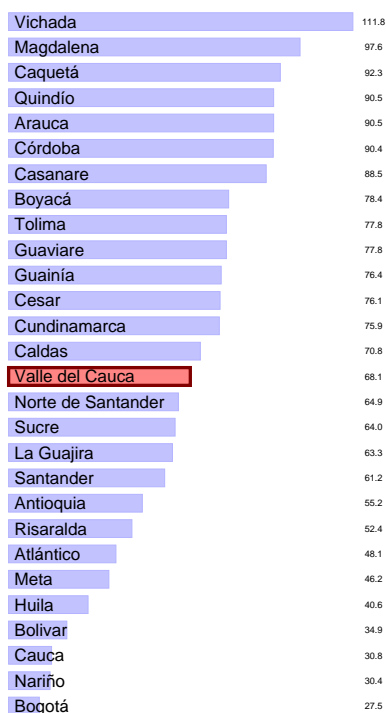 Vichada 111.8
Magdalena 97.6
Caquetá 92.3
Quindío 90.5
Arauca 90.5
Córdoba 90.4
Casanare 88.5
Boyacá 78.4
Tolima 77.8
Guaviare 77.8
Guainía 76.4
Cesar 76.1
Cundinamarca 75.9
Caldas 70.8
Valle del Cauca 68.1
Norte de Santander 64.9
Sucre 64.0
La Guajira 63.3
Santander 61.2
Antioquia 55.2
Risaralda 52.4
Atlántico 48.1
Meta 46.2
Huila 40.6
Bolivar 34.9
Cauca 30.8
Nariño 30.4
Bogotá 27.5